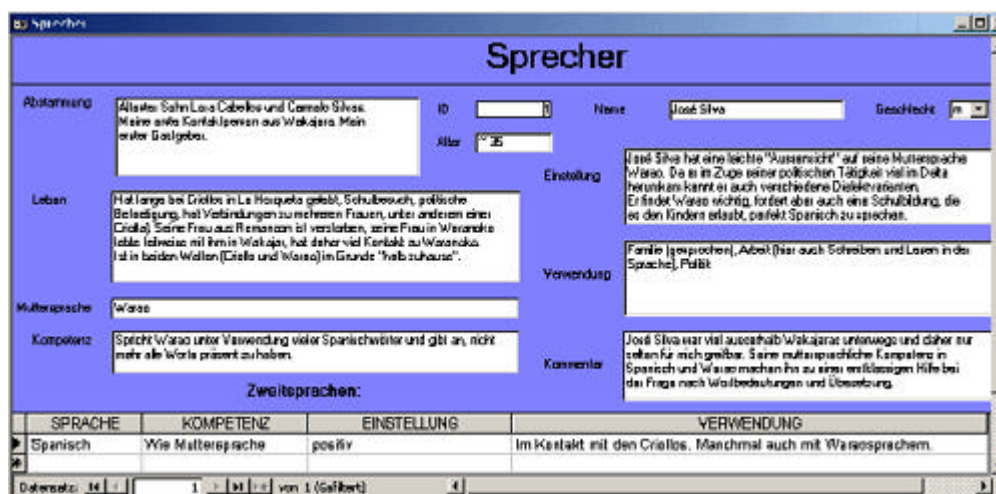 Sprecher
Sprecher
Abstammung
Ältester Sohn Lara Cabellos und Carmelo Silvas.
Meine erste Kontaktperson aus Wakajara. Mein
erster Gastgeber.
ID
1
Name
José Silva
Geschlecht
m
Alter
~ 35
Einstellung
José Silva hat eine leichte "Aussensicht" auf seine Muttersprache
Warao. Da er im Zuge seiner politischen Tätigkeit viel im Delta
herumkam kennt er auch verschiedene Dialektvarianten.
Er findet Warao wichtig, fordert aber auch eine Schulbildung, die
es den Kindern erlaubt, perfekt Spanisch zu sprechen.
Leben
Hat lange bei Criollos in La Horqueta gelebt, Schulbesuch, politische
Betätigung, hat Verbindungen zu mehreren Frauen, unter anderem einer
Criolla). Seine Frau aus ist verstorben, seine Frau in Waranoko
lebte teilweise mit ihm in Wakajar, hat daher viel Kontakt zu Waranoko.
Ist in beiden Welten (Criollo und Warao) im Grunde "halb zuhause".
Verwendung
Familie (gesprochen), Arbeit (hier auch Schreiben und Lesen in der
Sprache), Politik
Muttersprache
Warao
Kompetenz
Spricht Warao unter Verwendung vieler Spanischwörter und gibt an, nicht
mehr alle Worte präsent zu haben.
Kommentar
José Silva war viel ausserhalb Wakajaras unterwegs und daher nur
selten für mich greifbar. Seine muttersprachliche Kompetenz in
Spanisch und Warao machen ihn zu einer erstklassigen Hilfe bei
der Frage nach Wortbedeutungen und Übersetzung.
Zweitsprachen:
SPRACHE KOMPETENZ EINSTELLUNG VERWENDUNG
Spanisch Wie Muttersprache positiv Im Kontakt mit den Criollos. Manchmal auch mit Waraosprechern.
Datensatz: 1 von 1 (Gefiltert)